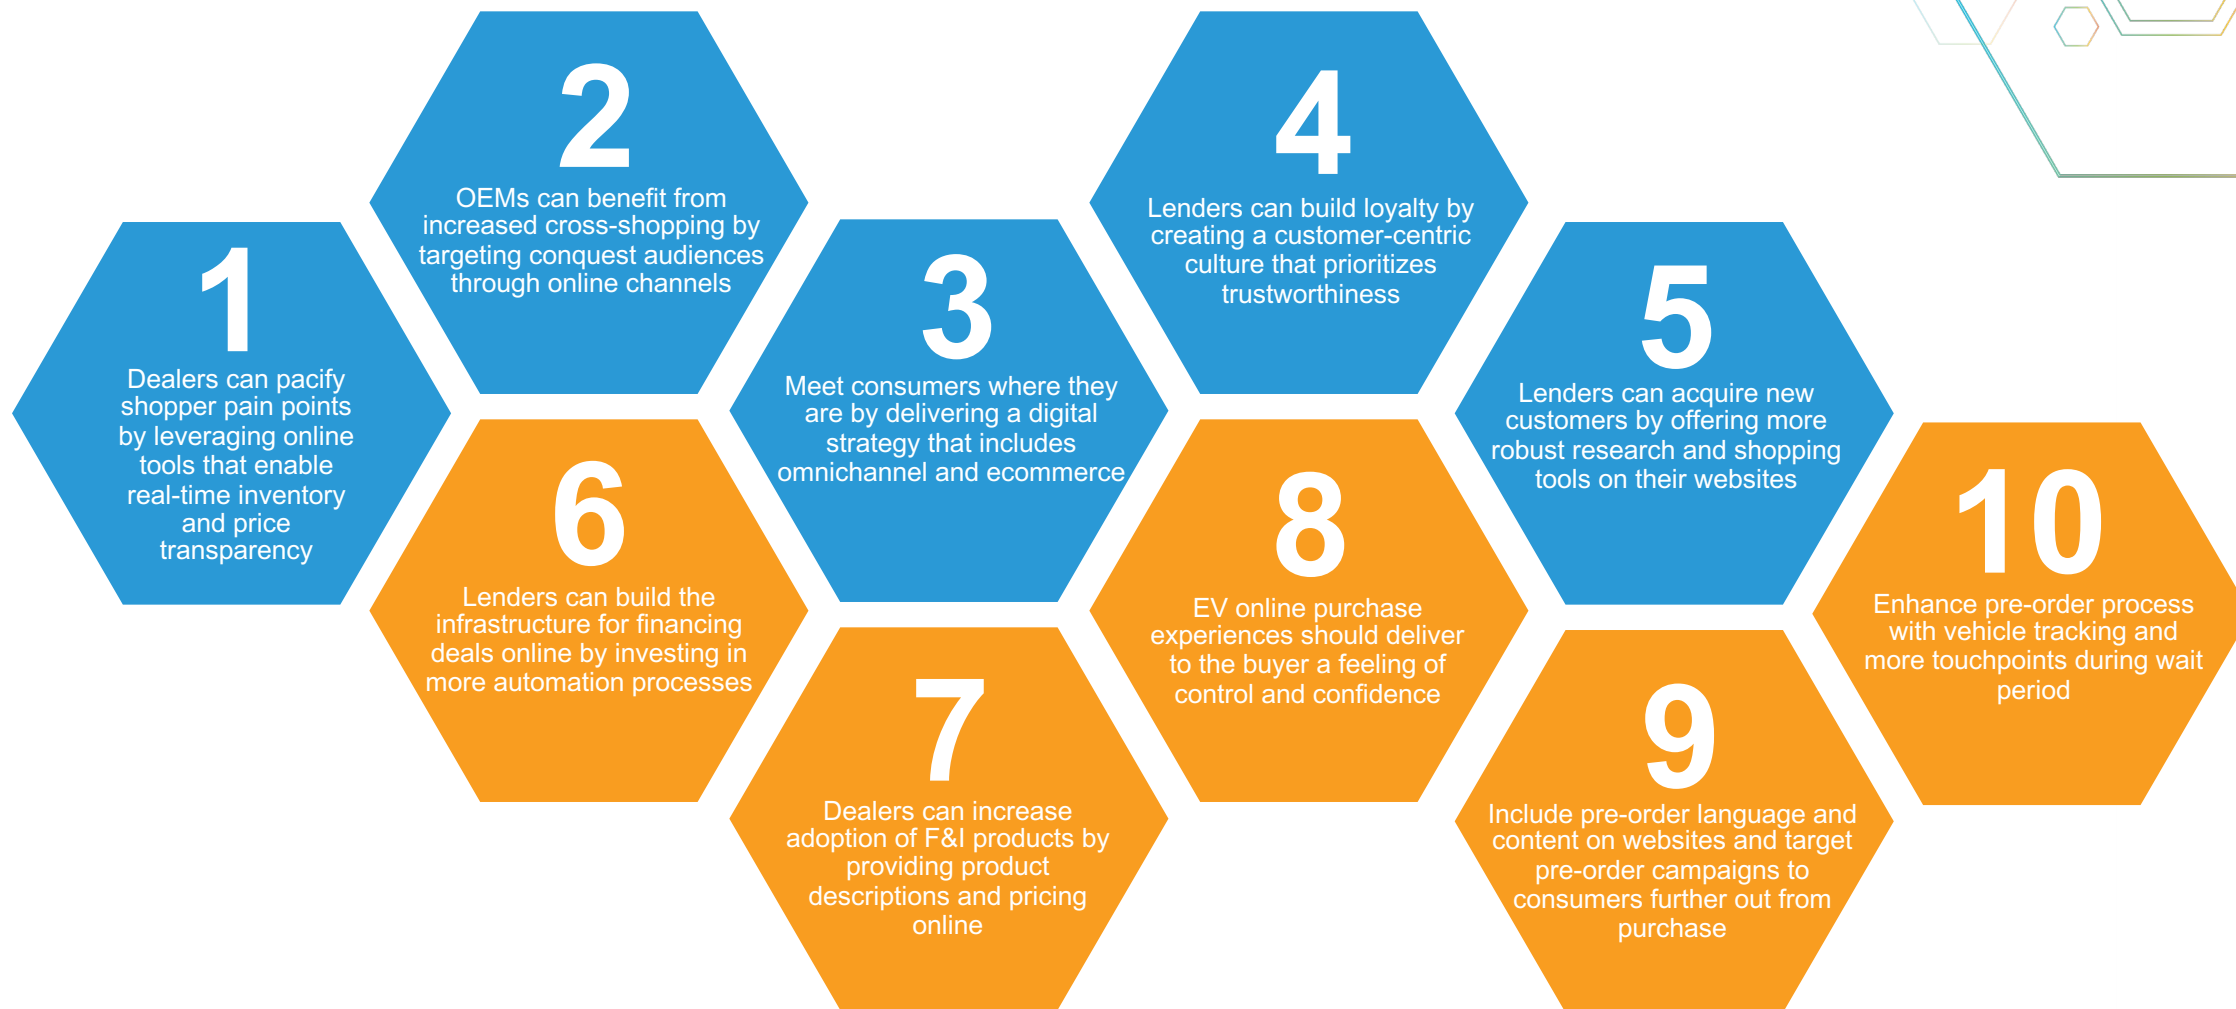 1
Dealers can pacify
shopper pain points
by leveraging online
tools that enable
real-time inventory
and price
transparency
2
OEMs can benefit from
increased cross-shopping by
targeting conquest audiences
through online channels
3
Meet consumers where they
are by delivering a digital
strategy that includes
omnichannel and ecommerce
4
Lenders can build loyalty by
creating a customer-centric
culture that prioritizes
trustworthiness
5
Lenders can acquire new
customers by offering more
robust research and shopping
tools on their websites
6
Lenders can build the
infrastructure for financing
deals online by investing in
more automation processes
7
Dealers can increase
adoption of F&I products by
providing product
descriptions and pricing
online
8
EV online purchase
experiences should deliver
to the buyer a feeling of
control and confidence
9
Include pre-order language and
content on websites and target
pre-order campaigns to
consumers further out from
purchase
10
Enhance pre-order process
with vehicle tracking and
more touchpoints during wait
period